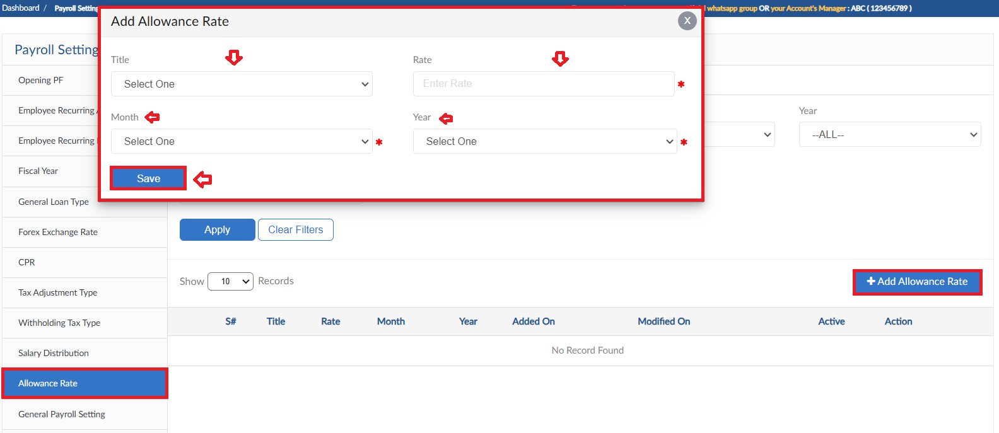 Dashboard / Payroll Setting
whatsapp group OR your Account's Manager : ABC ( 123456789 )
Add Allowance Rate
X
Payroll Setting
Title
Rate
Select One
Enter Rate
*
Month
Year
Select One
*
Select One
*
Save
Year
--ALL--
Opening PF
Employee Recurring
Employee Recurring
Fiscal Year
General Loan Type
Forex Exchange Rate
CPR
Tax Adjustment Type
Withholding Tax Type
Salary Distribution
Allowance Rate
General Payroll Setting
Apply
Clear Filters
Show 10 Records
+ Add Allowance Rate
S# Title Rate Month Year Added On Modified On Active Action
No Record Found